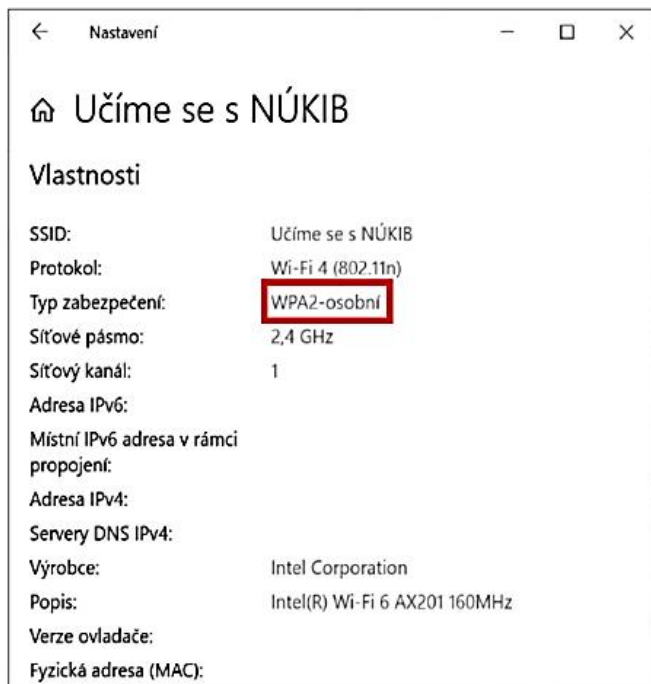 Nastavení
Učíme se s NÚKIB
Vlastnosti
SSID: Učíme se s NÚKIB
Protokol: Wi-Fi 4 (802.11n)
Typ zabezpečení: WPA2-osobní
Síťové pásmo: 2,4 GHz
Síťový kanál: 1
Adresa IPv6:
Místní IPv6 adresa v rámci
propojení:
Adresa IPv4:
Servery DNS IPv4:
Výrobce: Intel Corporation
Popis: Intel(R) Wi-Fi 6 AX201 160MHz
Verze ovladače:
Fyzická adresa (MAC):